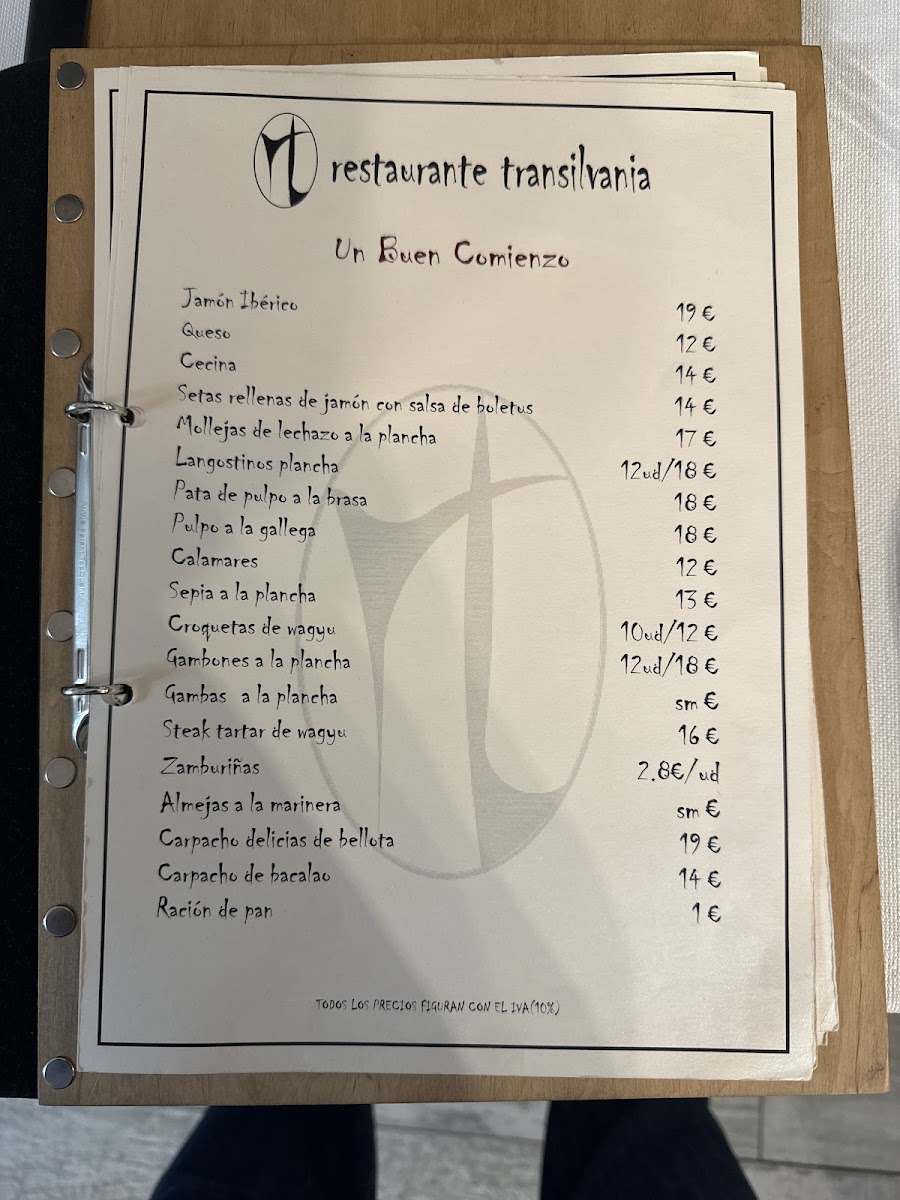 rt restaurante transilvania
Un Buen Comienzo
Jamón Ibérico 19 €
Queso 12 €
Cecina 14 €
Setas rellenas de jamón con salsa de boletus 14 €
Mollejas de lechazo a la plancha 17 €
Langostinos plancha 12ud/18 €
Pata de pulpo a la brasa 18 €
Pulpo a la gallega 18 €
Calamares 12 €
Sepia a la plancha 13 €
Croquetas de wagyu 10ud/12 €
Gambones a la plancha 12ud/18 €
Gambas a la plancha sm €
Steak tartar de wagyu 16 €
Zamburiñas 2.8€/ud
Almejas a la marinera sm €
Carpacho delicias de bellota 19 €
Carpacho de bacalao 14 €
Ración de pan 1 €
TODOS LOS PRECIOS FIGURAN CON EL IVA(10%)